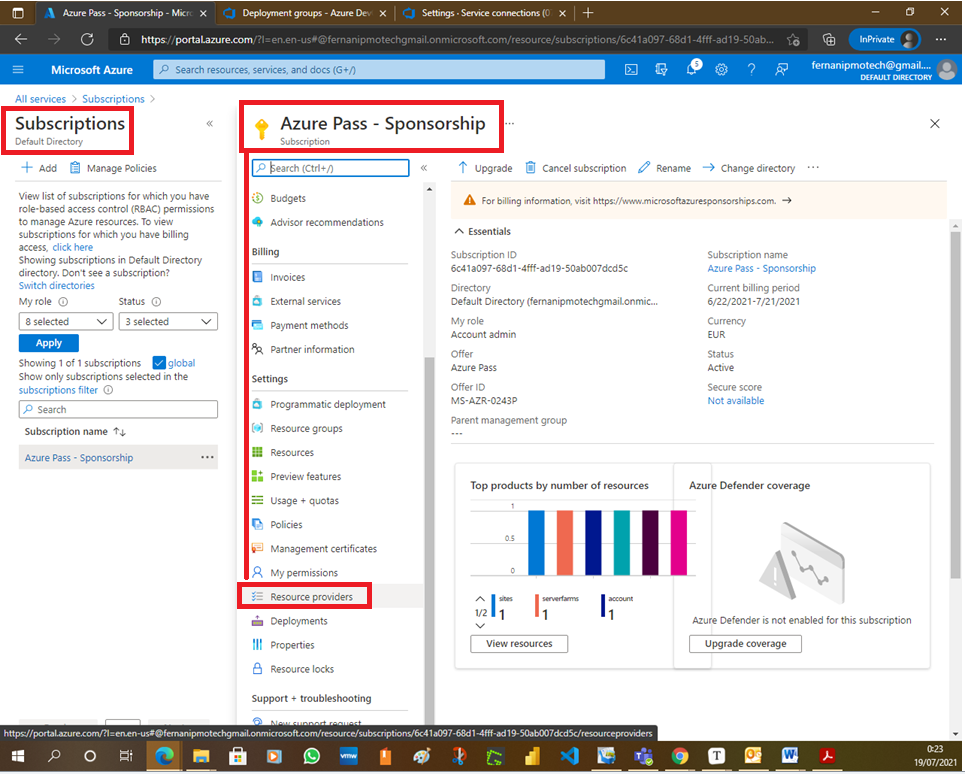 Azure Pass - Sponsorship - Micro
Deployment groups - Azure Dev
Settings · Service connections (0
https://portal.azure.com/?l=en.en-us#@fernanipmotechgmail.onmicrosoft.com/resource/subscriptions/6c41a097-68d1-4fff-ad19-50ab...
InPrivate
Microsoft Azure
Search resources, services, and docs (G+/)
5
fernanipmotech@gmail....
DEFAULT DIRECTORY
All services > Subscriptions >
Subscriptions
Default Directory
Add
Manage Policies
View list of subscriptions for which you have
role-based access control (RBAC) permissions
to manage Azure resources. To view
subscriptions for which you have billing
access, click here
Showing subscriptions in Default Directory
directory. Don't see a subscription?
Switch directories
My role
Status
8 selected
3 selected
Apply
Showing 1 of 1 subscriptions
global
Show only subscriptions selected in the
subscriptions filter
Search
Subscription name ↑↓
Azure Pass - Sponsorship
...
Azure Pass - Sponsorship
...
Subscription
Search (Ctrl+/)
«
Budgets
Advisor recommendations
Billing
Invoices
External services
Payment methods
Partner information
Settings
Programmatic deployment
Resource groups
Resources
Preview features
Usage + quotas
Policies
Management certificates
My permissions
Resource providers
Deployments
Properties
Resource locks
Support + troubleshooting
New support request
Upgrade
Cancel subscription
Rename
Change directory
...
For billing information, visit https://www.microsoftazuresponsorships.com. →
Essentials
Subscription ID
6c41a097-68d1-4fff-ad19-50ab007dcd5c
Directory
Default Directory (fernanipmotechgmail.onmic...
My role
Account admin
Offer
Azure Pass
Offer ID
MS-AZR-0243P
Parent management group
---
Subscription name
Azure Pass - Sponsorship
Current billing period
6/22/2021-7/21/2021
Currency
EUR
Status
Active
Secure score
Not available
Top products by number of resources
1
0.5
0
1/2
sites
1
serverfarms
1
account
1
View resources
Azure Defender coverage
Azure Defender is not enabled for this subscription
Upgrade coverage
https://portal.azure.com/?l=en.en-us#@fernanipmotechgmail.onmicrosoft.com/resource/subscriptions/6c41a097-68d1-4fff-ad19-50ab007dcd5c/resourceproviders
vmw
T
0:23
19/07/2021